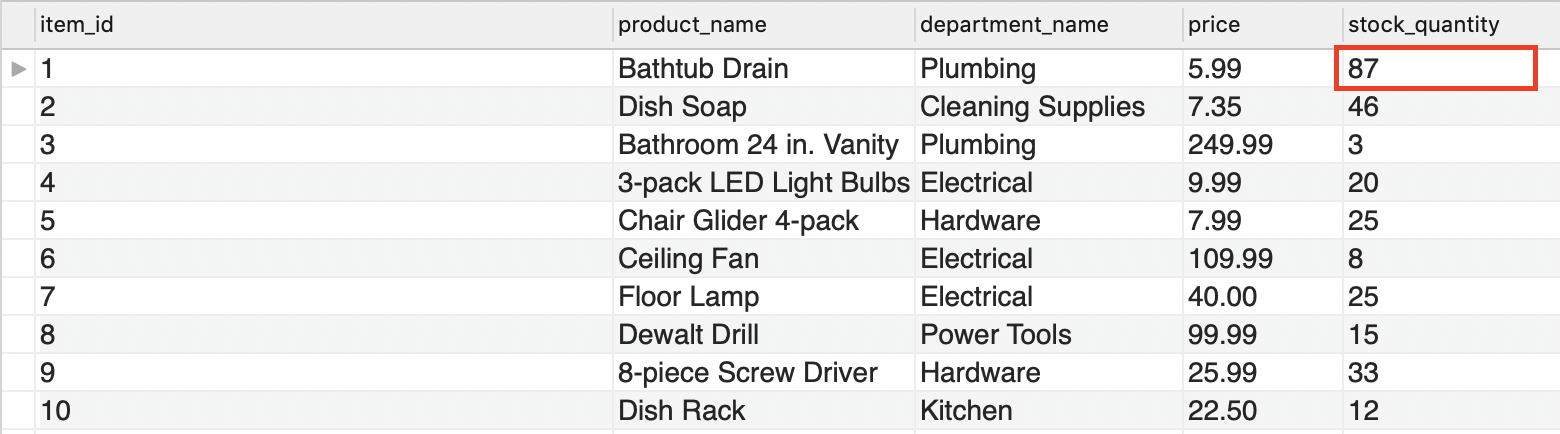 item_id product_name department_name price stock_quantity
1 Bathtub Drain Plumbing 5.99 87
2 Dish Soap Cleaning Supplies 7.35 46
3 Bathroom 24 in. Vanity Plumbing 249.99 3
4 3-pack LED Light Bulbs Electrical 9.99 20
5 Chair Glider 4-pack Hardware 7.99 25
6 Ceiling Fan Electrical 109.99 8
7 Floor Lamp Electrical 40.00 25
8 Dewalt Drill Power Tools 99.99 15
9 8-piece Screw Driver Hardware 25.99 33
10 Dish Rack Kitchen 22.50 12